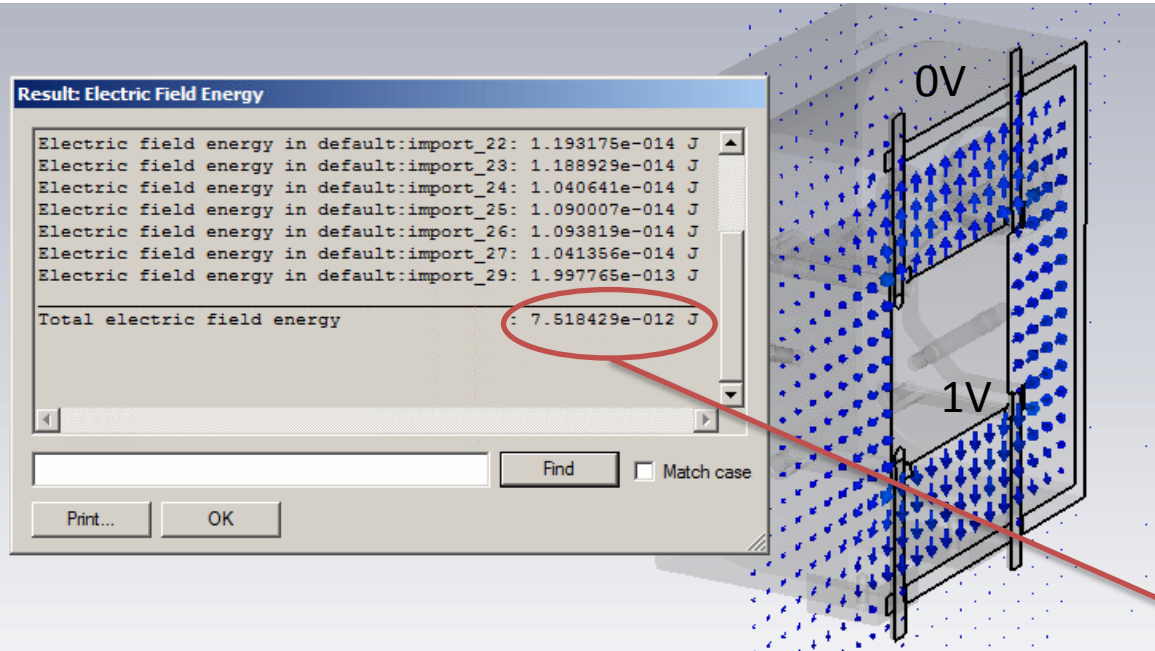 Result: Electric Field Energy
Electric field energy in default:import_22: 1.193175e-014 J
Electric field energy in default:import_23: 1.188929e-014 J
Electric field energy in default:import_24: 1.040641e-014 J
Electric field energy in default:import_25: 1.090007e-014 J
Electric field energy in default:import_26: 1.093819e-014 J
Electric field energy in default:import_27: 1.041356e-014 J
Electric field energy in default:import_29: 1.997765e-013 J
Total electric field energy : 7.518429e-012 J
Find
Match case
Print...
OK
0V
1V